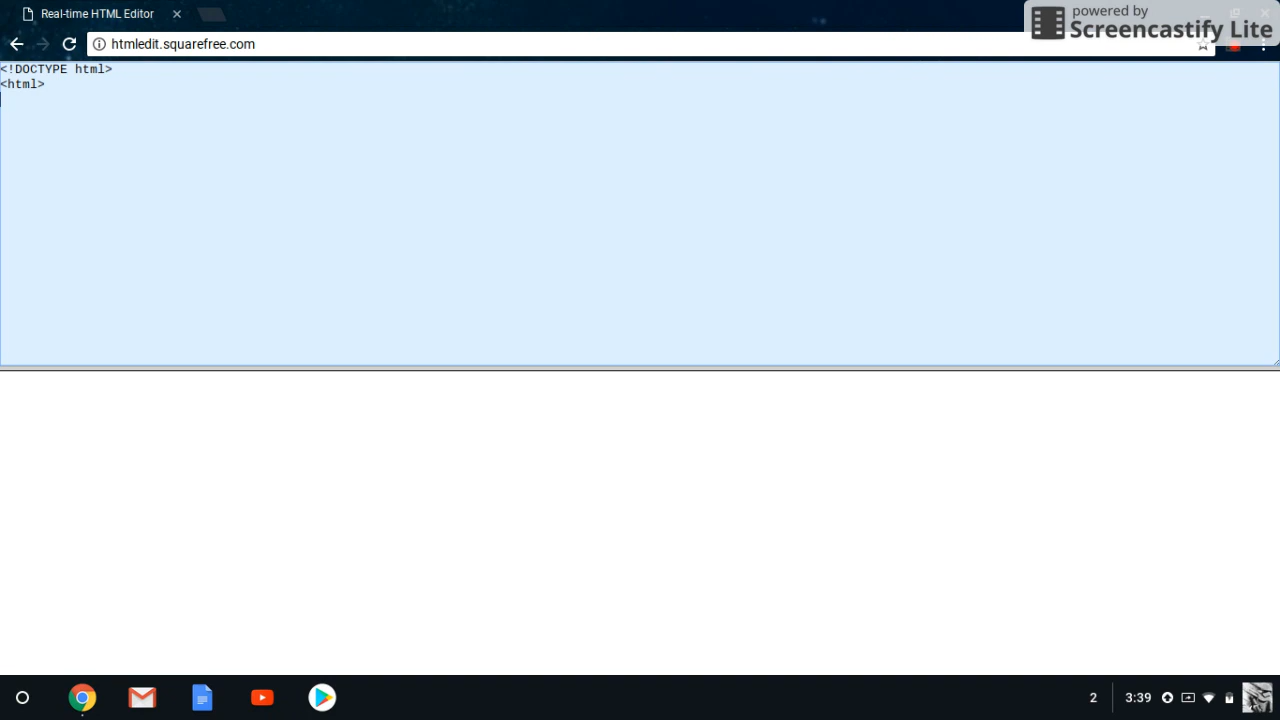 Real-time HTML Editor
powered by
Screencastify Lite
htmledit.squarefree.com
<!DOCTYPE html>
<html>
2
3:39